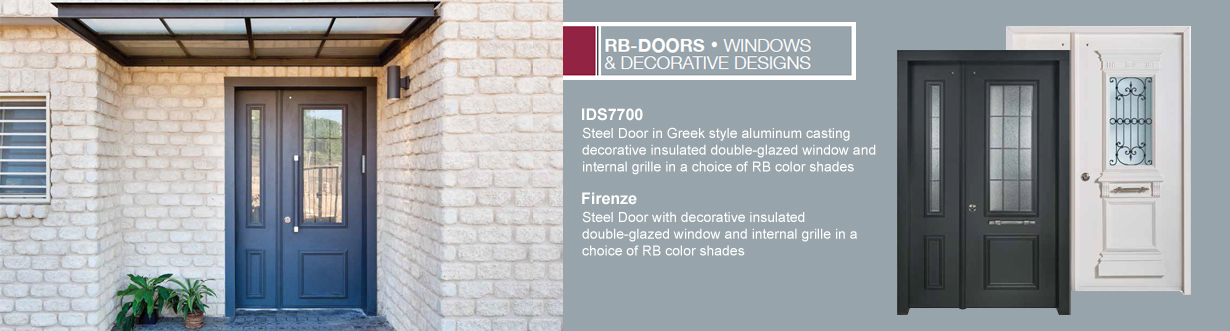 RB-DOORS • WINDOWS
& DECORATIVE DESIGNS
IDS7700
Steel Door in Greek style aluminum casting
decorative insulated double-glazed window and
internal grille in a choice of RB color shades
Firenze
Steel Door with decorative insulated
double-glazed window and internal grille in a
choice of RB color shades